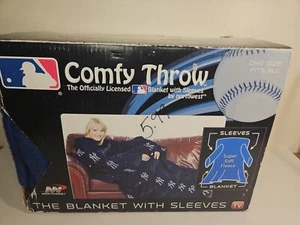 Comfy Throw
ONE SIZE
FITS ALL
The Officially Licensed Blanket with Sleeves
by northwest™
SLEEVES
Super
Soft
Fleece
BLANKET
THE BLANKET WITH SLEEVES